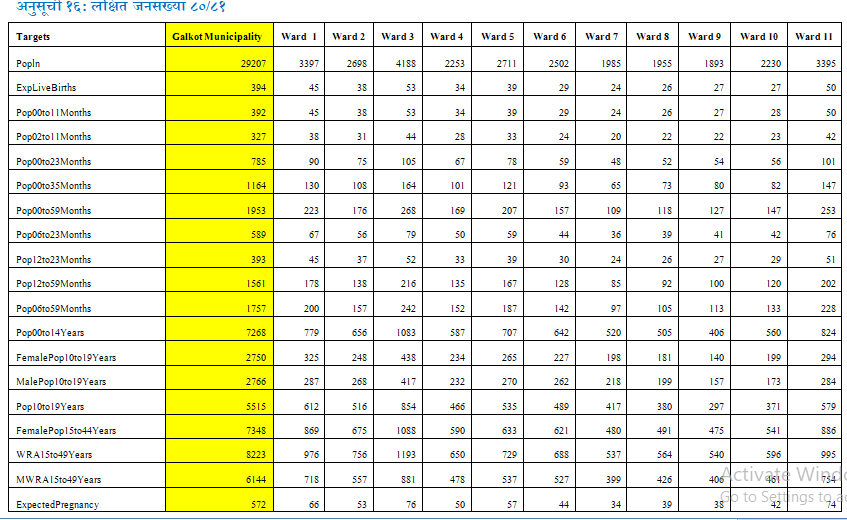 अनुसूची १६: लक्षित जनसंख्या ८०/८१
Targets Galkot Municipality Ward 1 Ward 2 Ward 3 Ward 4 Ward 5 Ward 6 Ward 7 Ward 8 Ward 9 Ward 10 Ward 11
Popln 29207 3397 2698 4188 2253 2711 2502 1985 1955 1893 2230 3395
ExpLiveBirths 394 45 38 53 34 39 29 24 26 27 27 50
Pop00to11Months 392 45 38 53 34 39 29 24 26 27 28 50
Pop02to11Months 327 38 31 44 28 33 24 20 22 22 23 42
Pop00to23Months 785 90 75 105 67 78 59 48 52 54 56 101
Pop00to35Months 1164 130 108 164 101 121 93 65 73 80 82 147
Pop00to59Months 1953 223 176 268 169 207 157 109 118 127 147 253
Pop06to23Months 589 67 56 79 50 59 44 36 39 41 42 76
Pop12to23Months 393 45 37 52 33 39 30 24 26 27 29 51
Pop12to59Months 1561 178 138 216 135 167 128 85 92 100 120 202
Pop06to59Months 1757 200 157 242 152 187 142 97 105 113 133 228
Pop00to14Years 7268 779 656 1083 587 707 642 520 505 406 560 824
FemalePop10to19Years 2750 325 248 438 234 265 227 198 181 140 199 294
MalePop10to19Years 2766 287 268 417 232 270 262 218 199 157 173 284
Pop10to19Years 5515 612 516 854 466 535 489 417 380 297 371 579
FemalePop15to44Years 7348 869 675 1088 590 633 621 480 491 475 541 886
WRA15to49Years 8223 976 756 1193 650 729 688 537 564 540 596 995
MWRA15to49Years 6144 718 557 881 478 537 527 399 426 406 461 734
ExpectedPregnancy 572 66 53 76 50 57 44 34 39 38 42 74
Activate Windo
Go to Settings to a